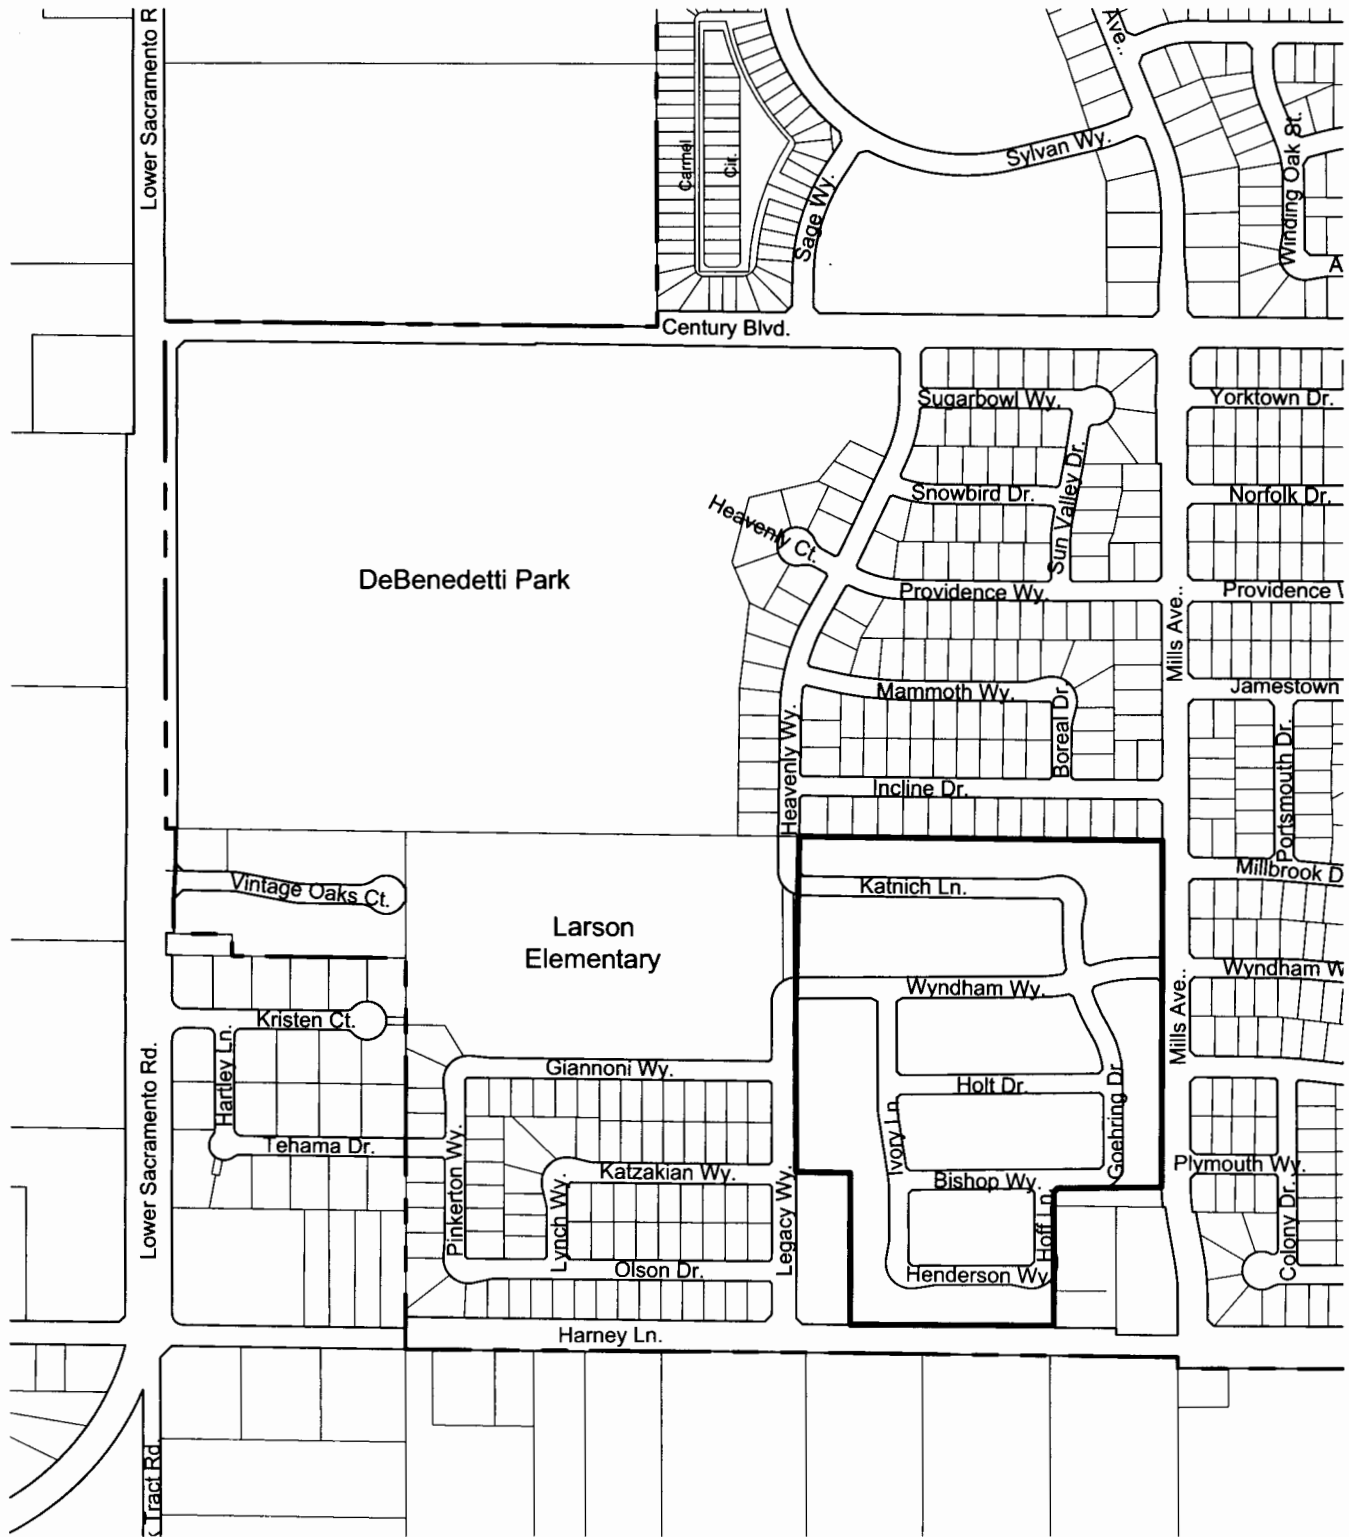 Lower Sacramento R
Carmel
Cir.
Sage Wy.
Sylvan Wy.
Ave..
Winding Oak St.
A
Century Blvd.
Sugarbowl Wy.
Yorktown Dr.
Snowbird Dr.
Sun Valley Dr.
Norfolk Dr.
Heavenly Ct.
DeBenedetti Park
Providence Wy.
Providence
Mills Ave..
Mammoth Wy.
Boreal Dr.
Jamestown
Heavenly Wy.
Portsmouth Dr.
Incline Dr.
Vintage Oaks Ct.
Katnich Ln.
Millbrook D
Larson
Elementary
Wyndham Wy.
Wyndham W
Kristen Ct.
Hartley Ln.
Mills Ave..
Lower Sacramento Rd.
Giannoni Wy.
Holt Dr.
Goehring Dr
Ivory Ln
Tehama Dr.
Pinkerton Wy.
Katzakian Wy.
Lynch Wy.
Legacy Wy.
Bishop Wy.
Hoff Ln.
Plymouth Wy.
Colony Dr.
Olson Dr.
Henderson Wy.
Harney Ln.
Tract Rd.